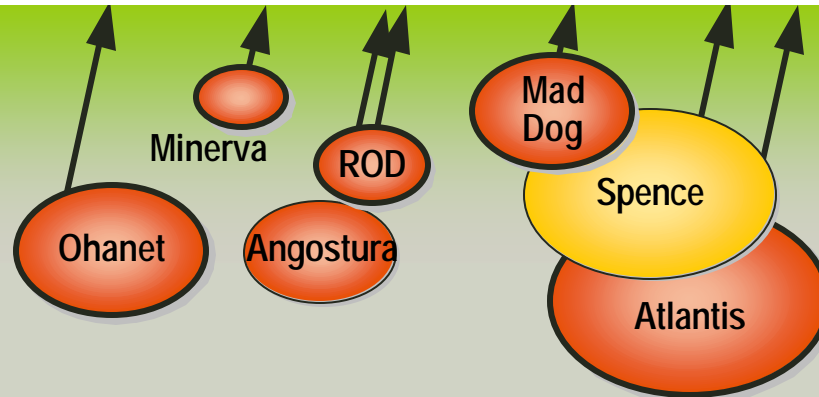 Mad
Dog
Minerva
ROD
Spence
Ohanet
Angostura
Atlantis